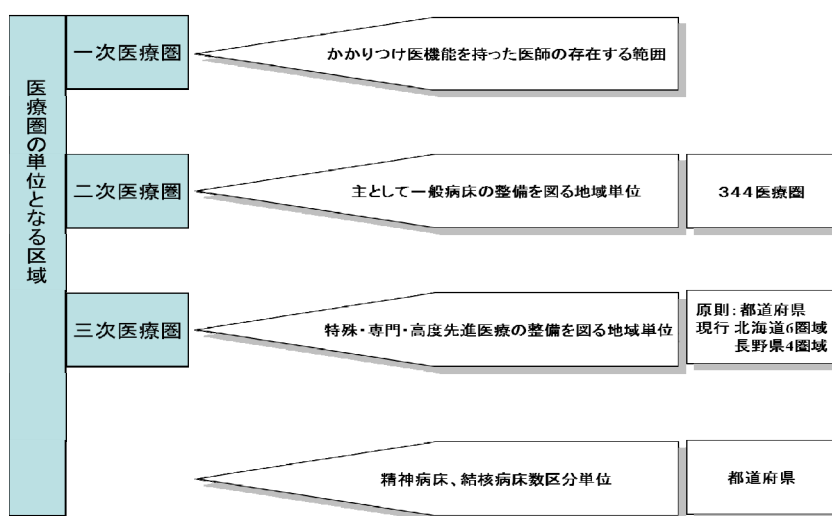 医療圏の単位となる区域
一次医療圏
かかりつけ医機能を持った医師の存在する範囲
二次医療圏
主として一般病床の整備を図る地域単位
344医療圏
三次医療圏
特殊・専門・高度先進医療の整備を図る地域単位
原則：都道府県
現行 北海道6圏域
長野県4圏域
精神病床、結核病床数区分単位
都道府県